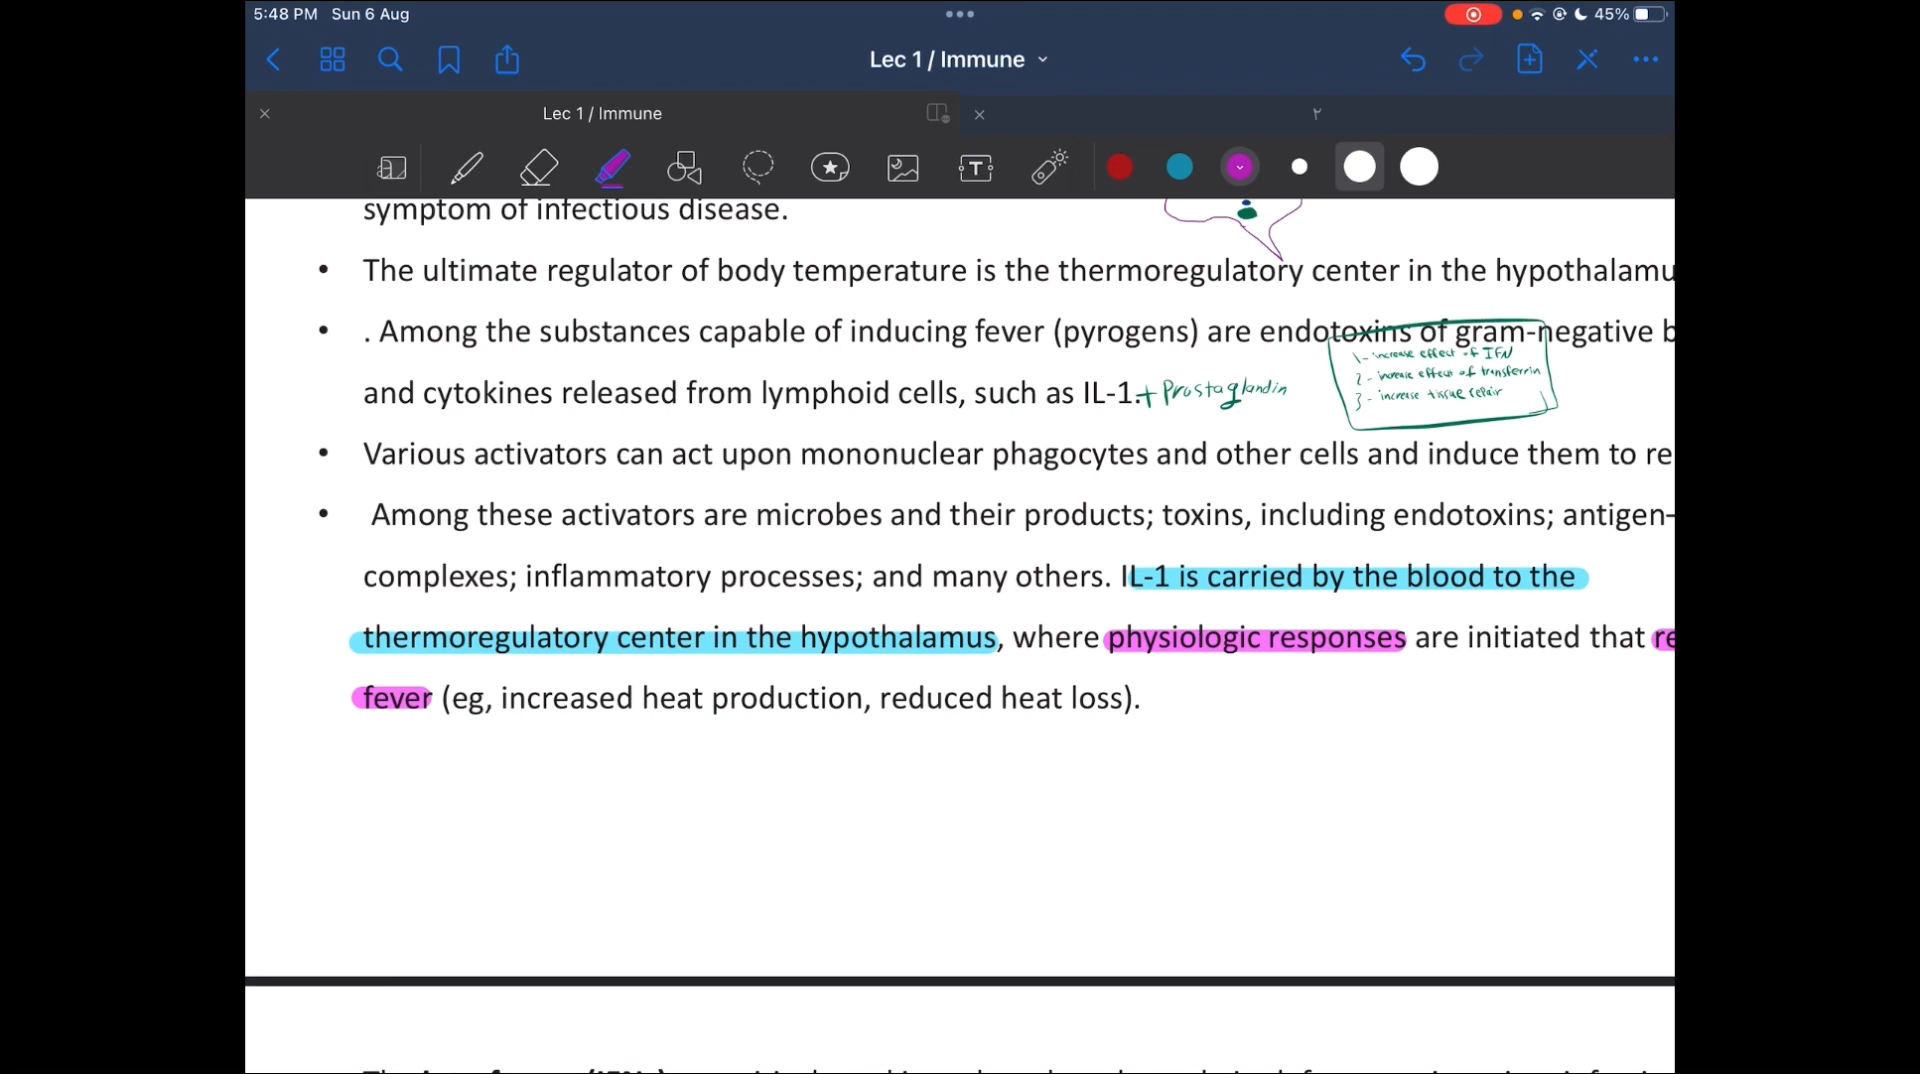 5:48 PM Sun 6 Aug
45%
Lec 1 / Immune
Lec 1 / Immune
٢
symptom of infectious disease.
• The ultimate regulator of body temperature is the thermoregulatory center in the hypothalamu
• . Among the substances capable of inducing fever (pyrogens) are endotoxins of gram-negative b
1- increase effect of IFN
2- increase effect of transferrin
3- increase tissue repair
and cytokines released from lymphoid cells, such as IL-1.+ Prostaglandin
• Various activators can act upon mononuclear phagocytes and other cells and induce them to re
• Among these activators are microbes and their products; toxins, including endotoxins; antigen-
complexes; inflammatory processes; and many others. IL-1 is carried by the blood to the
thermoregulatory center in the hypothalamus, where physiologic responses are initiated that re
fever (eg, increased heat production, reduced heat loss).